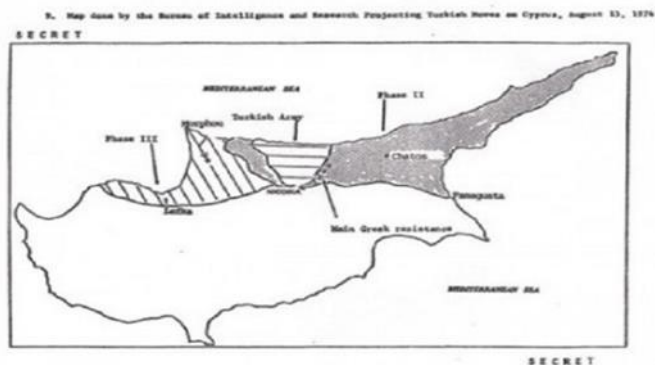 9. Map done by the Bureau of Intelligence and Research Projecting Turkish Moves on Cyprus, August 13, 1974
SECRET
MEDITERRANEAN SEA
Phase II
Turkish Army
Morphou
Phase III
Chatos
Nicosia
Lefka
Famagusta
Main Greek resistance
MEDITERRANEAN SEA
SECRET